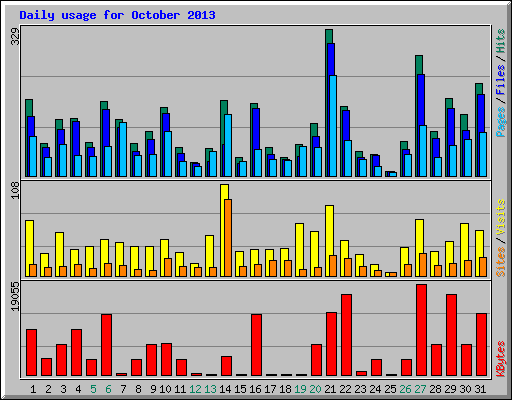 Daily usage for October 2013
329
108
19055
Pages / Files / Hits
Sites / Visits
KBytes
1 2 3 4 5 6 7 8 9 10 11 12 13 14 15 16 17 18 19 20 21 22 23 24 25 26 27 28 29 30 31